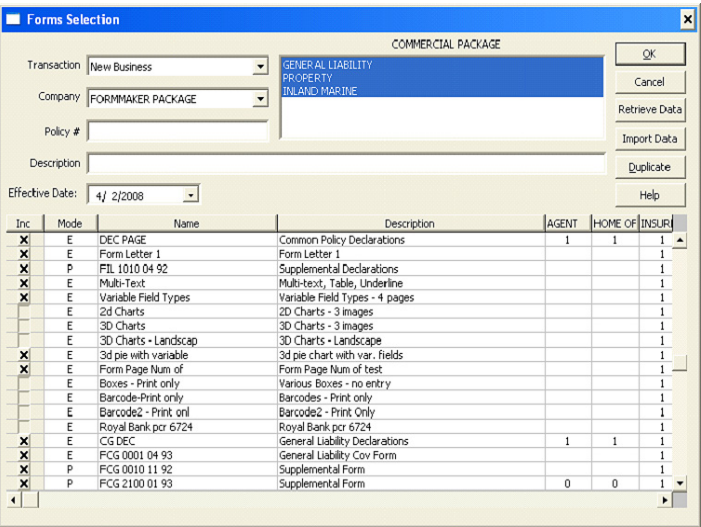 Forms Selection
COMMERCIAL PACKAGE
Transaction New Business
GENERAL LIABILITY
PROPERTY
INLAND MARINE
OK
Cancel
Company FORMMAKER PACKAGE
Retrieve Data
Policy #
Import Data
Description
Duplicate
Effective Date: 4/ 2/2008
Help
Inc Mode Name Description AGENT HOME OF INSURI
X E DEC PAGE Common Policy Declarations 1 1 1
X E Form Letter 1 Form Letter 1 1
X P FIL 1010 04 92 Supplemental Declarations 1
X E Multi-Text Multi-text, Table, Underline 1
X E Variable Field Types Variable Field Types - 4 pages 1
E 2d Charts 2D Charts - 3 images 1
E 3D Charts 3D Charts - 3 images 1
E 3D Charts - Landscap 3D Charts - Landscape 1
X E 3d pie with variable 3d pie chart with var. fields 1
X E Form Page Num of Form Page Num of test 1
E Boxes - Print only Various Boxes - no entry 1
E Barcode-Print only Barcodes - Print only 1
E Barcode2 - Print onl Barcode2 - Print Only 1
E Royal Bank pcr 6724 Royal Bank pcr 6724 1
X E CG DEC General Liability Declarations 1 1 1
X E FCG 0001 04 93 General Liability Cov Form 1
X P FCG 0010 11 92 Supplemental Form 1
X P FCG 2100 01 93 Supplemental Form 0 0 1